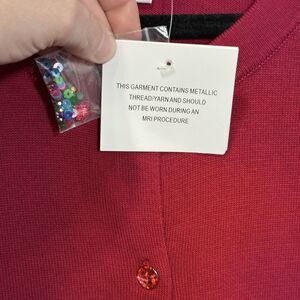 THIS GARMENT CONTAINS METALLIC
THREAD/YARN AND SHOULD
NOT BE WORN DURING AN
MRI PROCEDURE